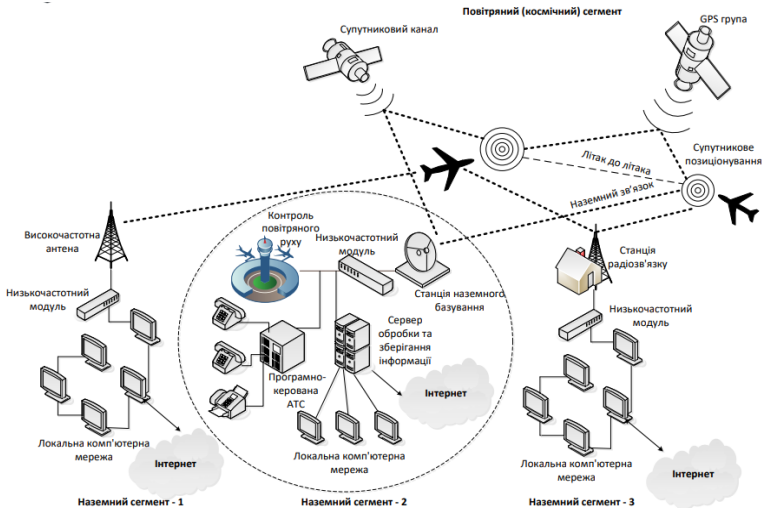 Повітряний (космічний) сегмент
Супутниковий канал
GPS група
Супутникове
позиціонування
Літак до літака
Наземний зв'язок
Високочастотна
антена
Контроль
повітряного
руху
Низькочастотний
модуль
Станція
радіозв'язку
Станція наземного
базування
Низькочастотний
модуль
Низькочастотний
модуль
Сервер
обробки та
зберігання
інформації
Програмно-
керована
АТС
Інтернет
Локальна комп'ютерна
мережа
Інтернет
Локальна комп'ютерна
мережа
Локальна комп'ютерна
мережа
Інтернет
Наземний сегмент - 1
Наземний сегмент - 2
Наземний сегмент - 3